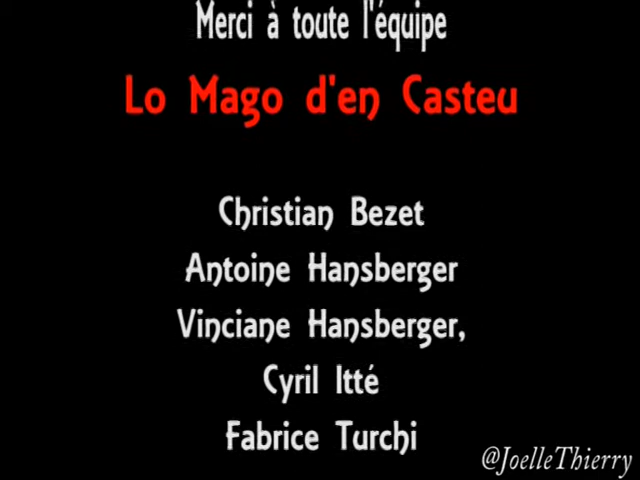 Merci à toute l'équipe
Lo Mago d'en Casteu
Christian Bezet
Antoine Hansberger
Vinciane Hansberger,
Cyril Itté
Fabrice Turchi
@JoelleThierry